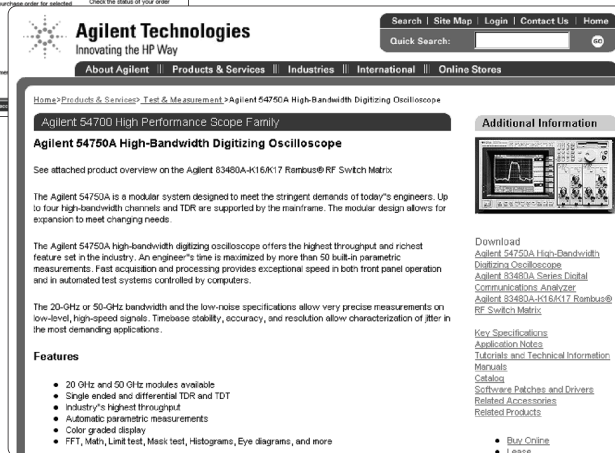 purchase order for selected
Check the status of your order
Agilent Technologies
Innovating the HP Way
Search | Site Map | Login | Contact Us | Home
Quick Search:
GO
About Agilent || Products & Services || Industries || International || Online Stores
Home>Products & Services> Test & Measurement >Agilent 54750A High-Bandwidth Digitizing Oscilloscope
Agilent 54700 High Performance Scope Family
Agilent 54750A High-Bandwidth Digitizing Oscilloscope
See attached product overview on the Agilent 83480A-K16/K17 Rambus® RF Switch Matrix
The Agilent 54750A is a modular system designed to meet the stringent demands of today"s engineers. Up
to four high-bandwidth channels and TDR are supported by the mainframe. The modular design allows for
expansion to meet changing needs.
The Agilent 54750A high-bandwidth digitizing oscilloscope offers the highest throughput and richest
feature set in the industry. An engineer"s time is maximized by more than 50 built-in parametric
measurements. Fast acquisition and processing provides exceptional speed in both front panel operation
and in automated test systems controlled by computers.
The 20-GHz or 50-GHz bandwidth and the low-noise specifications allow very precise measurements on
low-level, high-speed signals. Timebase stability, accuracy, and resolution allow characterization of jitter in
the most demanding applications.
Features
● 20 GHz and 50 GHz modules available
● Single ended and differential TDR and TDT
● Industry"s highest throughput
● Automatic parametric measurements
● Color graded display
● FFT, Math, Limit test, Mask test, Histograms, Eye diagrams, and more
Additional Information
Download
Agilent 54750A High-Bandwidth
Digitizing Oscilloscope
Agilent 83480A Series Digital
Communications Analyzer
Agilent 83480A-K16/K17 Rambus®
RF Switch Matrix
Key Specifications
Application Notes
Tutorials and Technical Information
Manuals
Catalog
Software Patches and Drivers
Related Accessories
Related Products
● Buy Online
● Lease